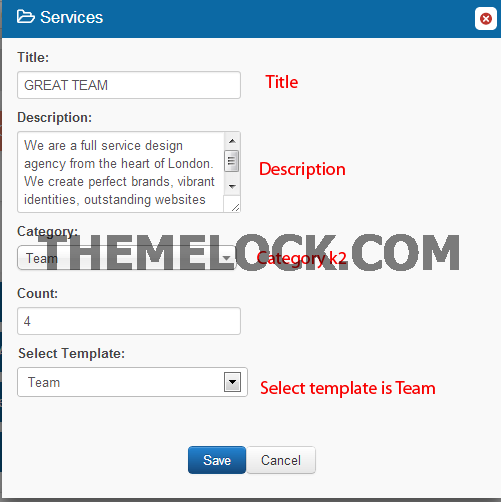 Services
Title:
GREAT TEAM
Title
Description:
We are a full service design
agency from the heart of London.
We create perfect brands, vibrant
identities, outstanding websites
Description
Category:
Team
Category k2
THEMELOCK.COM
Count:
4
Select Template:
Team
Select template is Team
Save
Cancel